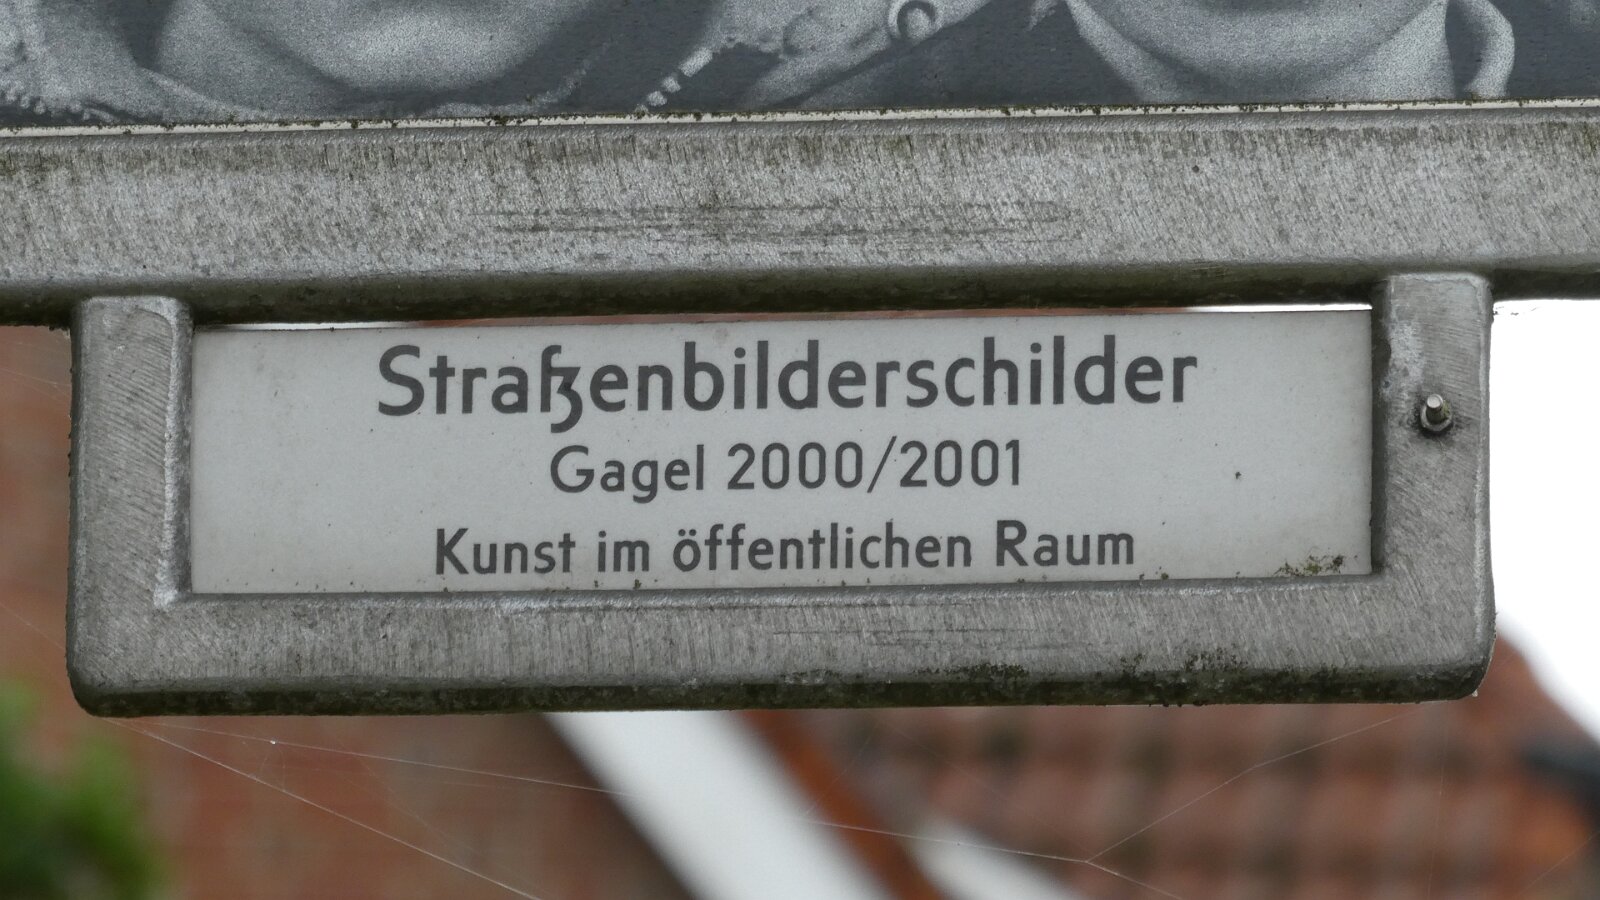 Straßenbilderschilder
Gagel 2000/2001
Kunst im öffentlichen Raum